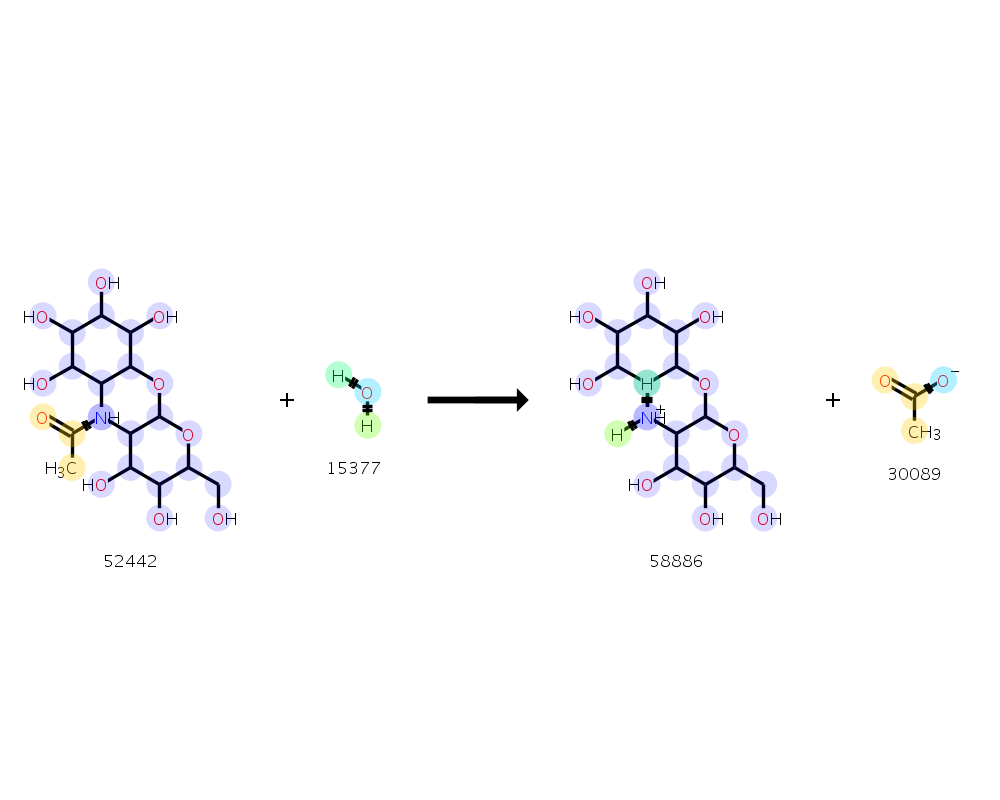 OH OH
HO OH HO OH
HO O H HO H O
O NH O + H O H → H N+H O + O O−
H3C HO HO CH3
OH OH OH OH
52442 15377 58886 30089